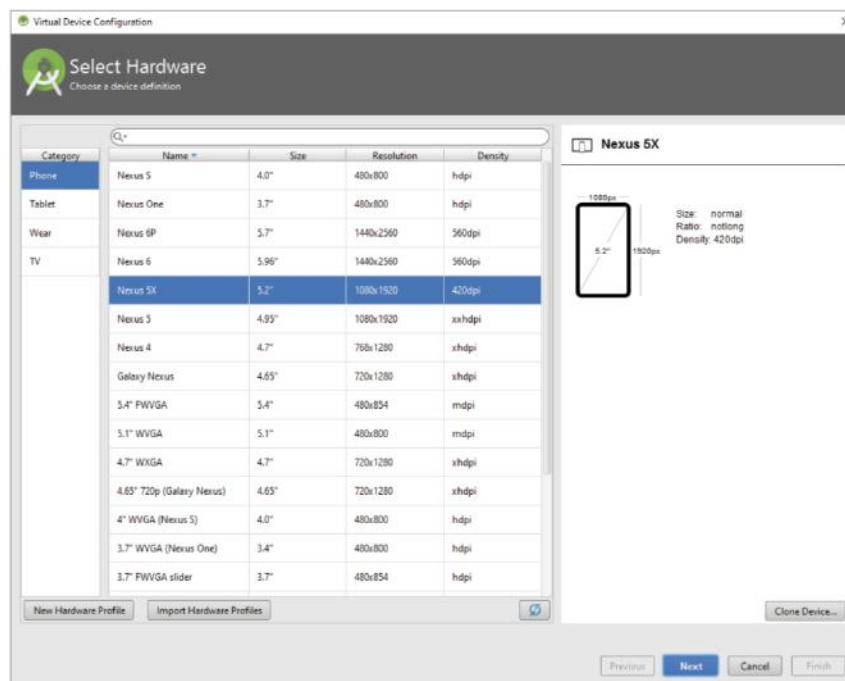 Virtual Device Configuration
Select Hardware
Choose a device definition
Category
Phone
Tablet
Wear
TV
Name Size Resolution Density
Nexus S 4.0" 480x800 hdpi
Nexus One 3.7" 480x800 hdpi
Nexus 6P 5.7" 1440x2560 560dpi
Nexus 6 5.96" 1440x2560 560dpi
Nexus 5X 5.2" 1080x1920 420dpi
Nexus 5 4.95" 1080x1920 xxhdpi
Nexus 4 4.7" 768x1280 xhdpi
Galaxy Nexus 4.65" 720x1280 xhdpi
5.4" FWVGA 5.4" 480x854 mdpi
5.1" WVGA 5.1" 480x800 mdpi
4.7" WXGA 4.7" 720x1280 xhdpi
4.65" 720p (Galaxy Nexus) 4.65" 720x1280 xhdpi
4" WVGA (Nexus S) 4.0" 480x800 hdpi
3.7" WVGA (Nexus One) 3.4" 480x800 hdpi
3.7" FWVGA slider 3.7" 480x854 hdpi
New Hardware Profile Import Hardware Profiles
Nexus 5X
1080px
5.2" 1920px
Size: normal
Ratio: notlong
Density: 420dpi
Clone Device...
Previous Next Cancel Finish